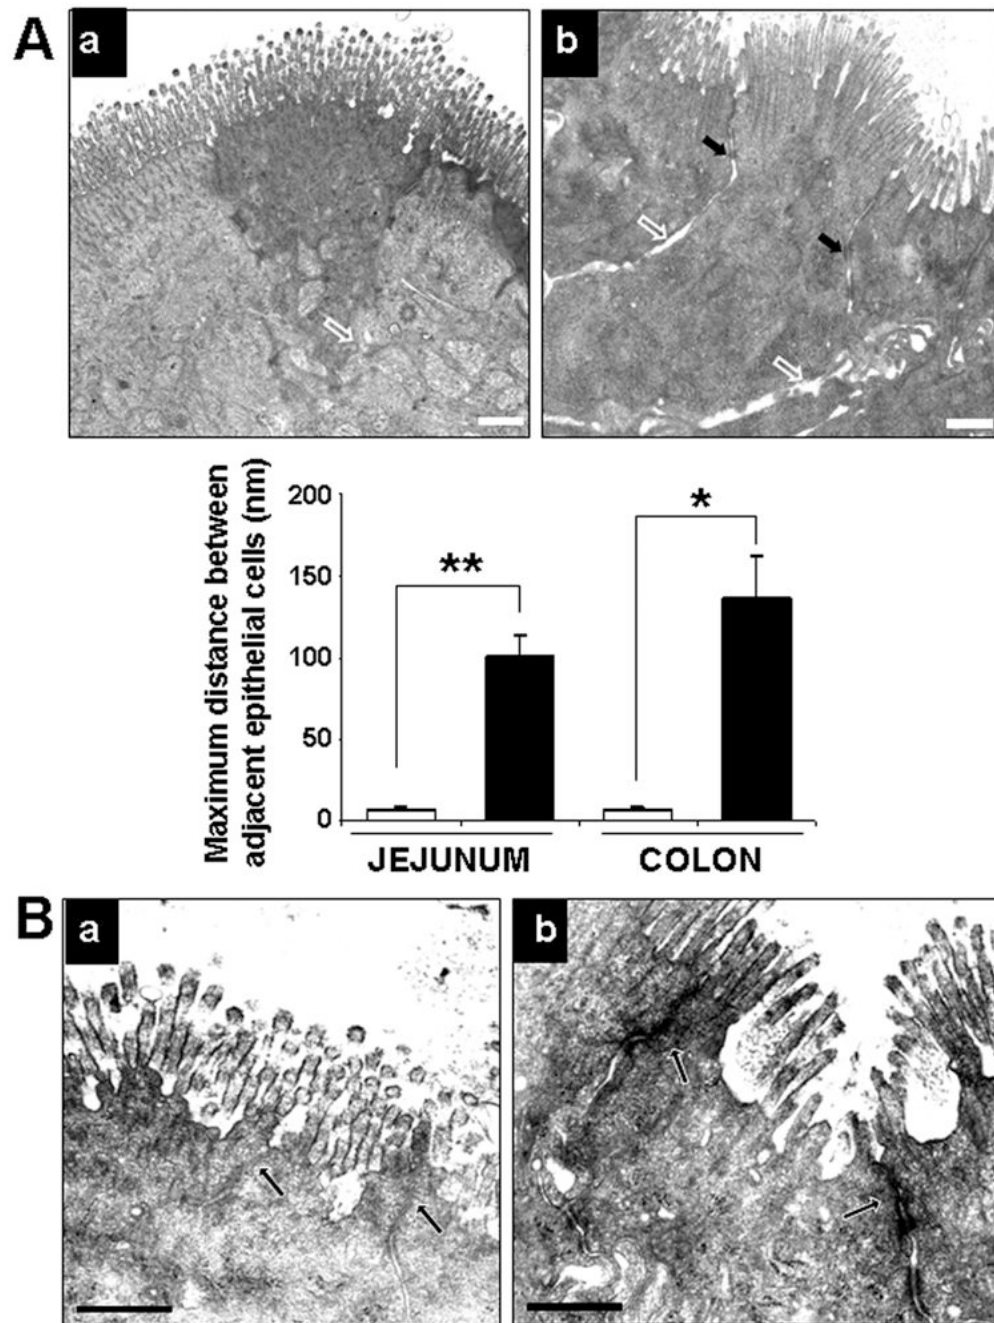 A
a
b
Maximum distance between
adjacent epithelial cells (nm)
200
150
100
50
0
**
*
JEJUNUM
COLON
B
a
b